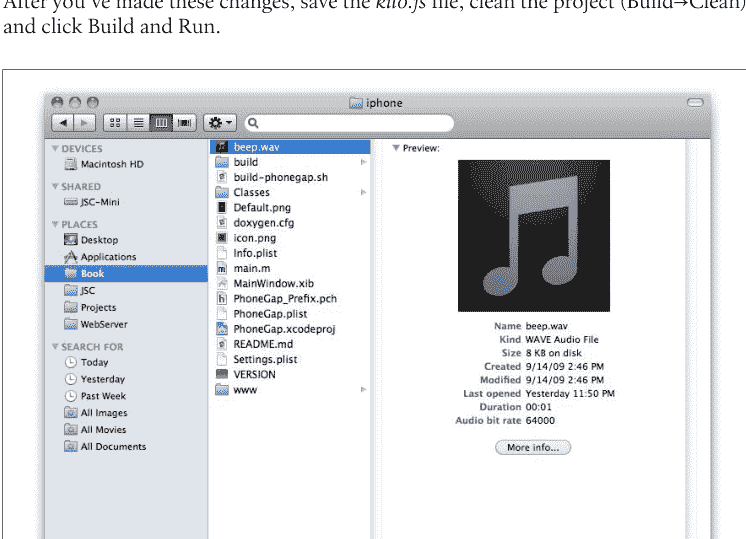 After you've made these changes, save the kilo.js file, clean the project (Build→Clean)
and click Build and Run.
iphone
DEVICES
Macintosh HD
SHARED
JSC-Mini
PLACES
Desktop
Applications
Book
JSC
Projects
WebServer
SEARCH FOR
Today
Yesterday
Past Week
All Images
All Movies
All Documents
beep.wav
build
build-phonegap.sh
Classes
Default.png
doxygen.cfg
icon.png
Info.plist
main.m
MainWindow.xib
PhoneGap_Prefix.pch
PhoneGap.plist
PhoneGap.xcodeproj
README.md
Settings.plist
VERSION
www
Preview:
Name beep.wav
Kind WAVE Audio File
Size 8 KB on disk
Created 9/14/09 2:46 PM
Modified 9/14/09 2:46 PM
Last opened Yesterday 11:50 PM
Duration 00:01
Audio bit rate 64000
More info...